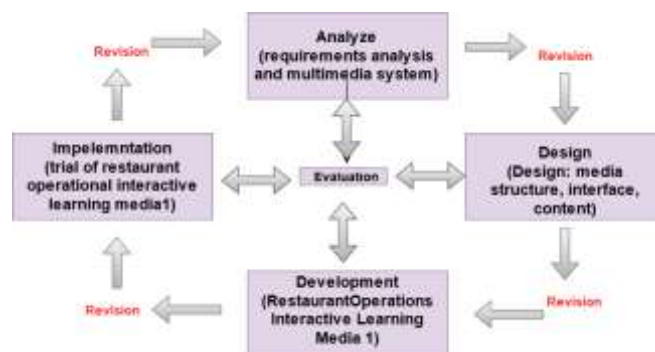 Analyze
(requirements analysis
and multimedia system)
Revision
Revision
Impelemntation
(trial of restaurant
operational interactive
learning media1)
Evaluation
Design
(Design: media
structure, interface,
content)
Development
(RestaurantOperations
Interactive Learning
Media 1)
Revision
Revision